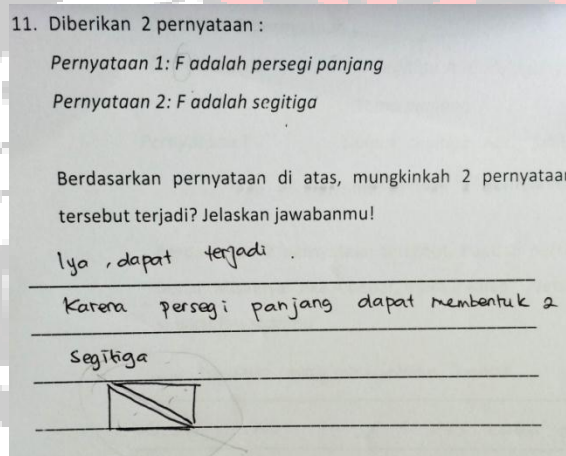 11. Diberikan 2 pernyataan :
Pernyataan 1: F adalah persegi panjang
Pernyataan 2: F adalah segitiga
Berdasarkan pernyataan di atas, mungkinkah 2 pernyataan
tersebut terjadi? Jelaskan jawabanmu!
Iya , dapat terjadi .
Karena persegi panjang dapat membentuk 2
Segitiga